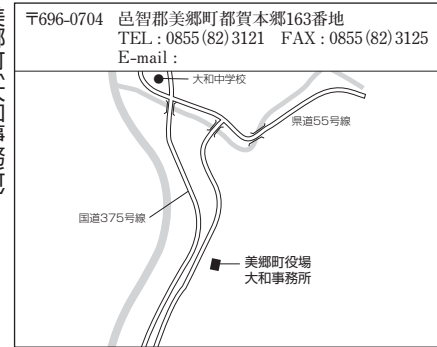 〒696-0704 邑智郡美郷町都賀本郷163番地
TEL：0855(82)3121 FAX：0855(82)3125
E-mail：
大和中学校
県道55号線
国道375号線
美郷町役場
大和事務所